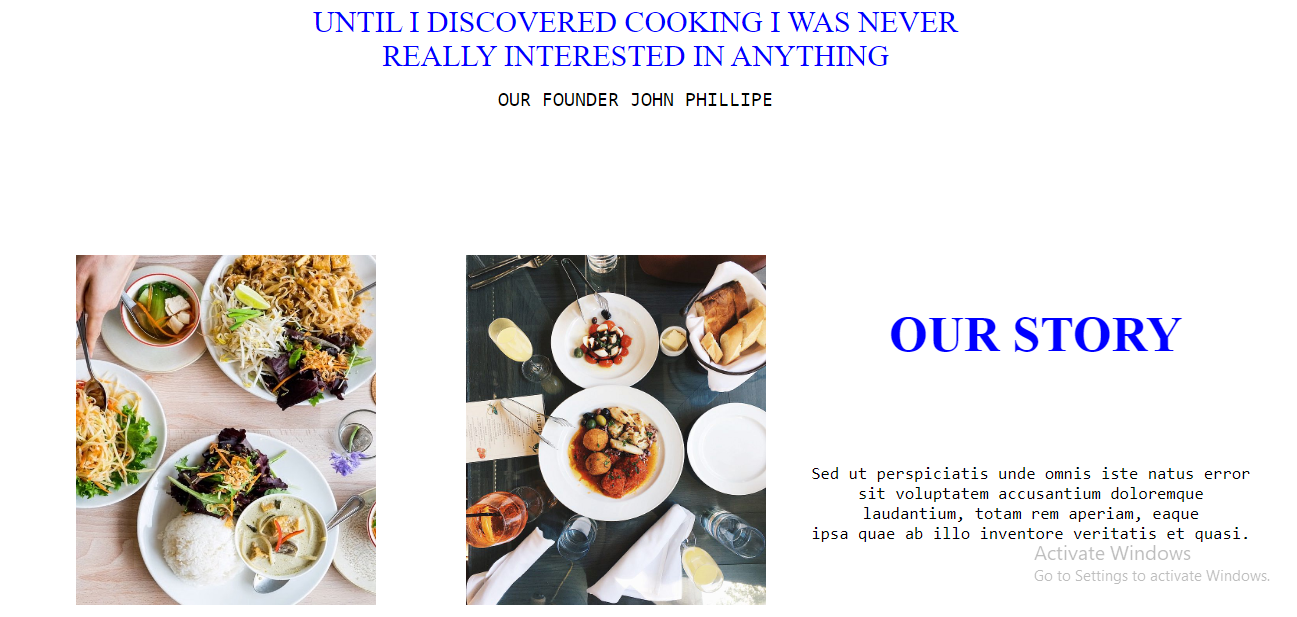 UNTIL I DISCOVERED COOKING I WAS NEVER
REALLY INTERESTED IN ANYTHING
OUR FOUNDER JOHN PHILLIPE
OUR STORY
Sed ut perspiciatis unde omnis iste natus error
sit voluptatem accusantium doloremque
laudantium, totam rem aperiam, eaque
ipsa quae ab illo inventore veritatis et quasi.
Activate Windows
Go to Settings to activate Windows.